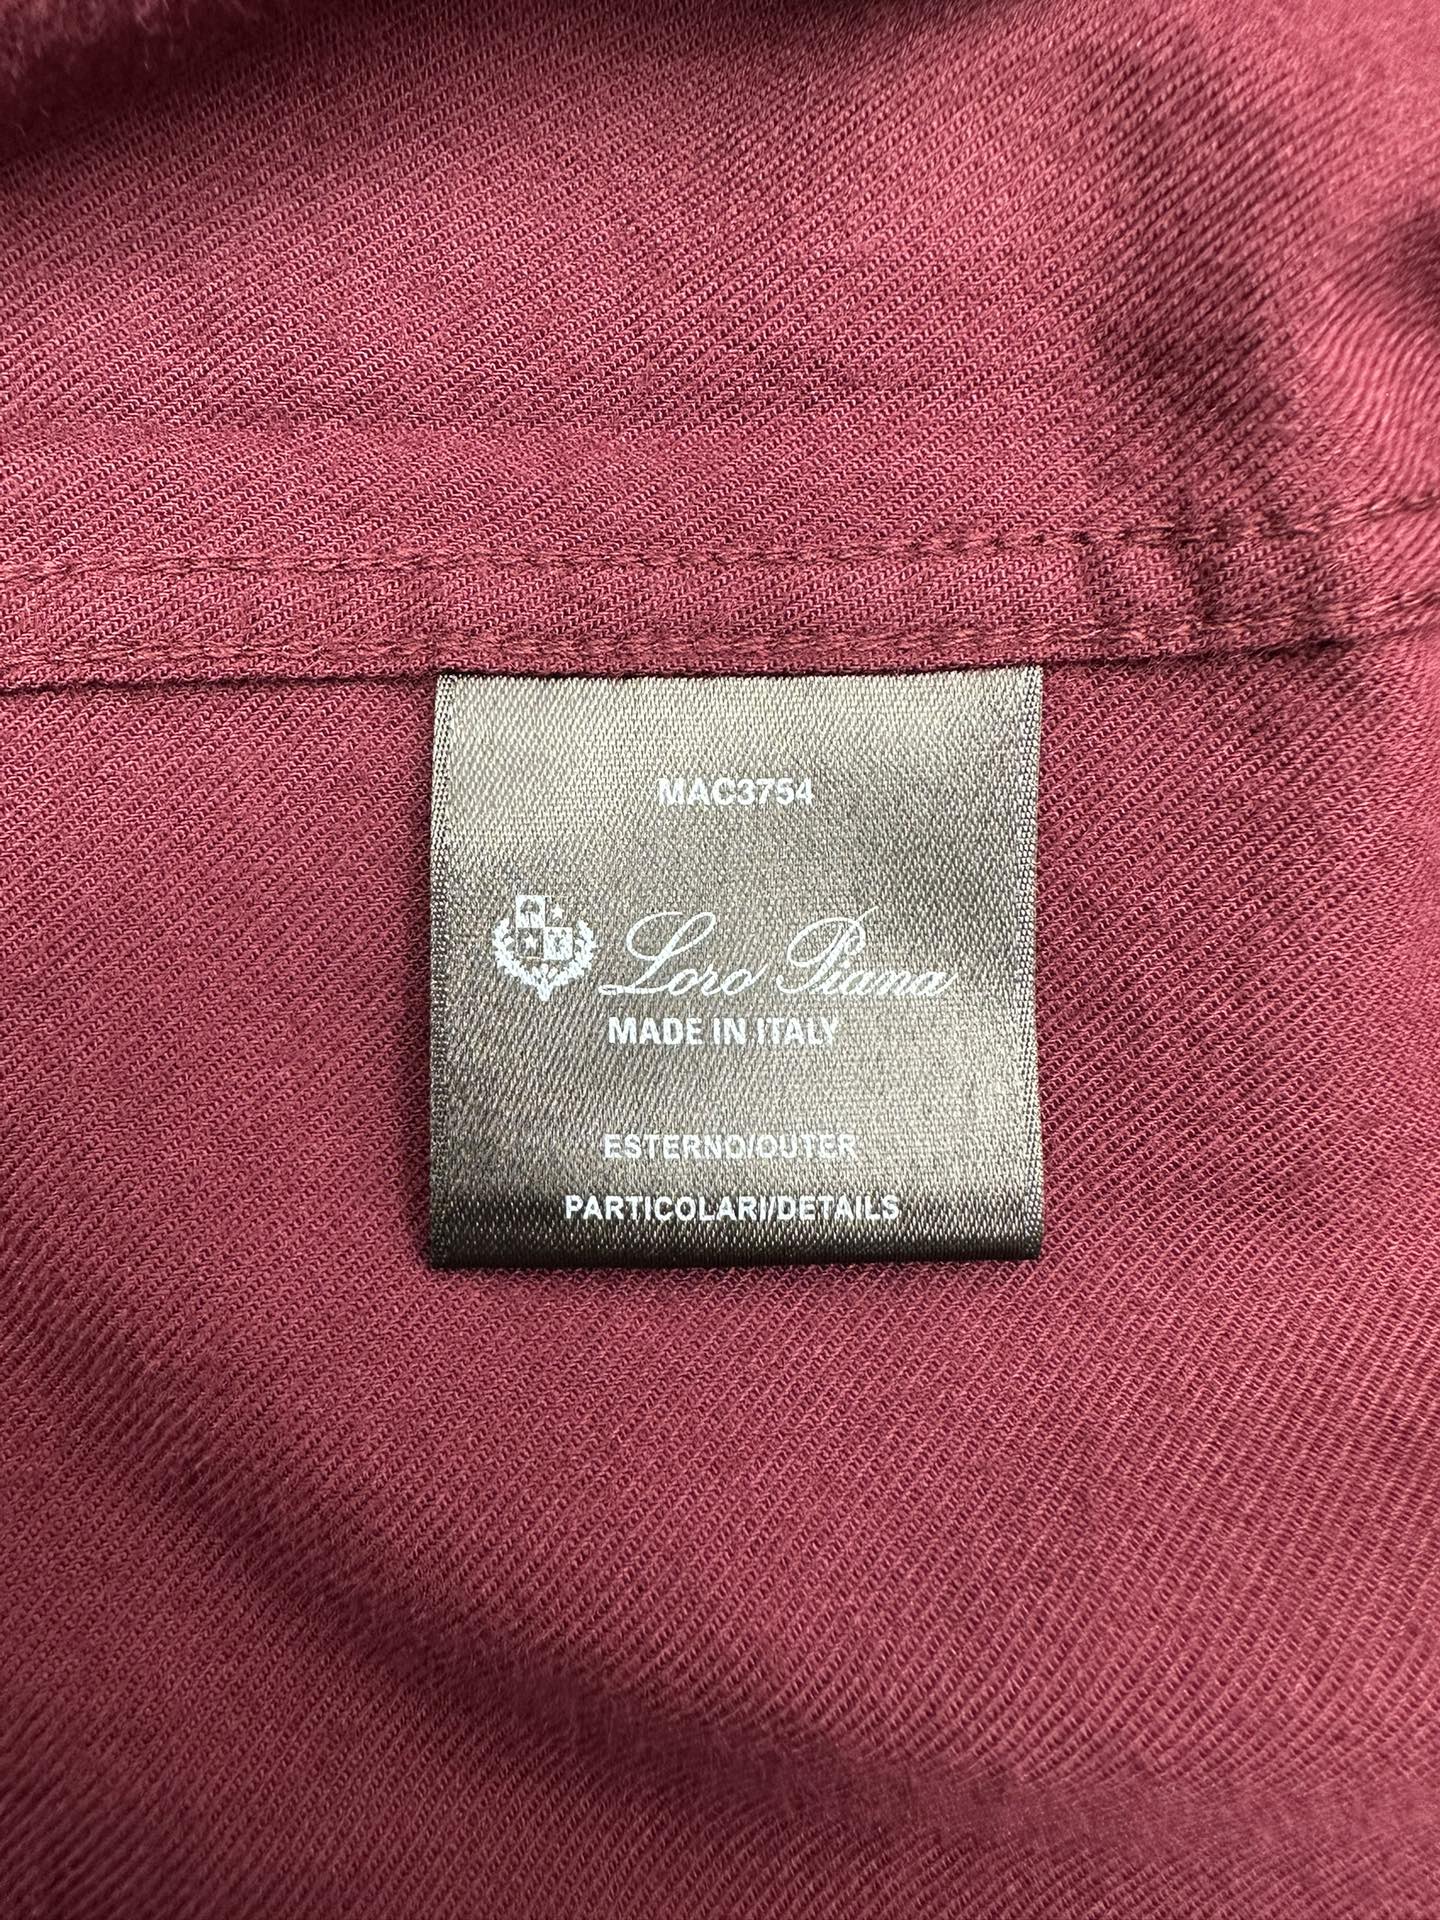 MAC3754
Loro Piana
MADE IN ITALY
ESTERNO/OUTER
PARTICOLARI/DETAILS